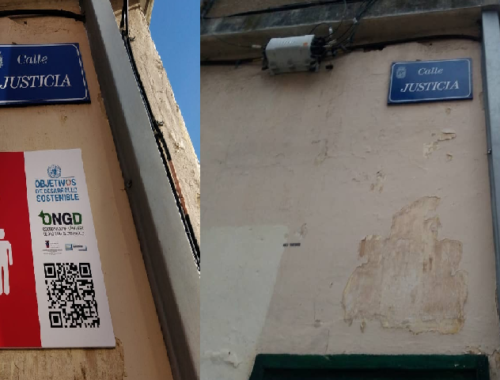 Calle
JUSTICIA
OBJETIVOS
DE DESARROLLO
SOSTENIBLE
ONGD
Calle
JUSTICIA